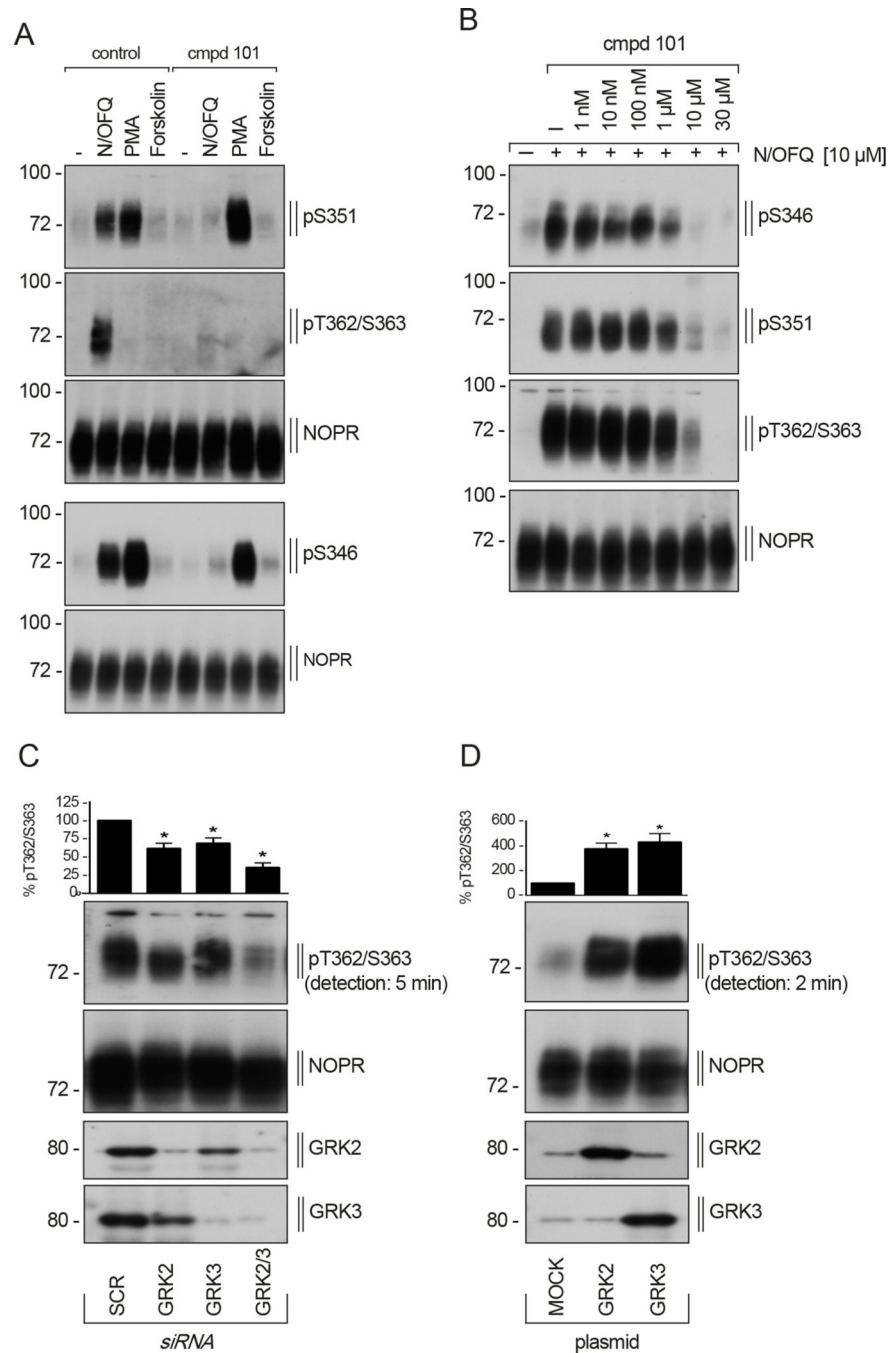 A
control cmpd 101
- N/OFQ PMA Forskolin - N/OFQ PMA Forskolin
100 -
72 -
pS351
100 -
72 -
pT362/S363
100 -
72 -
NOPR
100 -
72 -
pS346
100 -
72 -
NOPR
B
cmpd 101
- 1 nM 10 nM 100 nM 1 µM 10 µM 30 µM
- + + + + + + + N/OFQ [10 µM]
100 -
72 -
pS346
100 -
72 -
pS351
100 -
72 -
pT362/S363
100 -
72 -
NOPR
C
% pT362/S363
125
100
75
50
25
0
* * *
72 -
pT362/S363
(detection: 5 min)
72 -
NOPR
80 -
GRK2
80 -
GRK3
SCR GRK2 GRK3 GRK2/3
siRNA
D
% pT362/S363
600
400
200
0
* *
72 -
pT362/S363
(detection: 2 min)
72 -
NOPR
80 -
GRK2
80 -
GRK3
MOCK GRK2 GRK3
plasmid